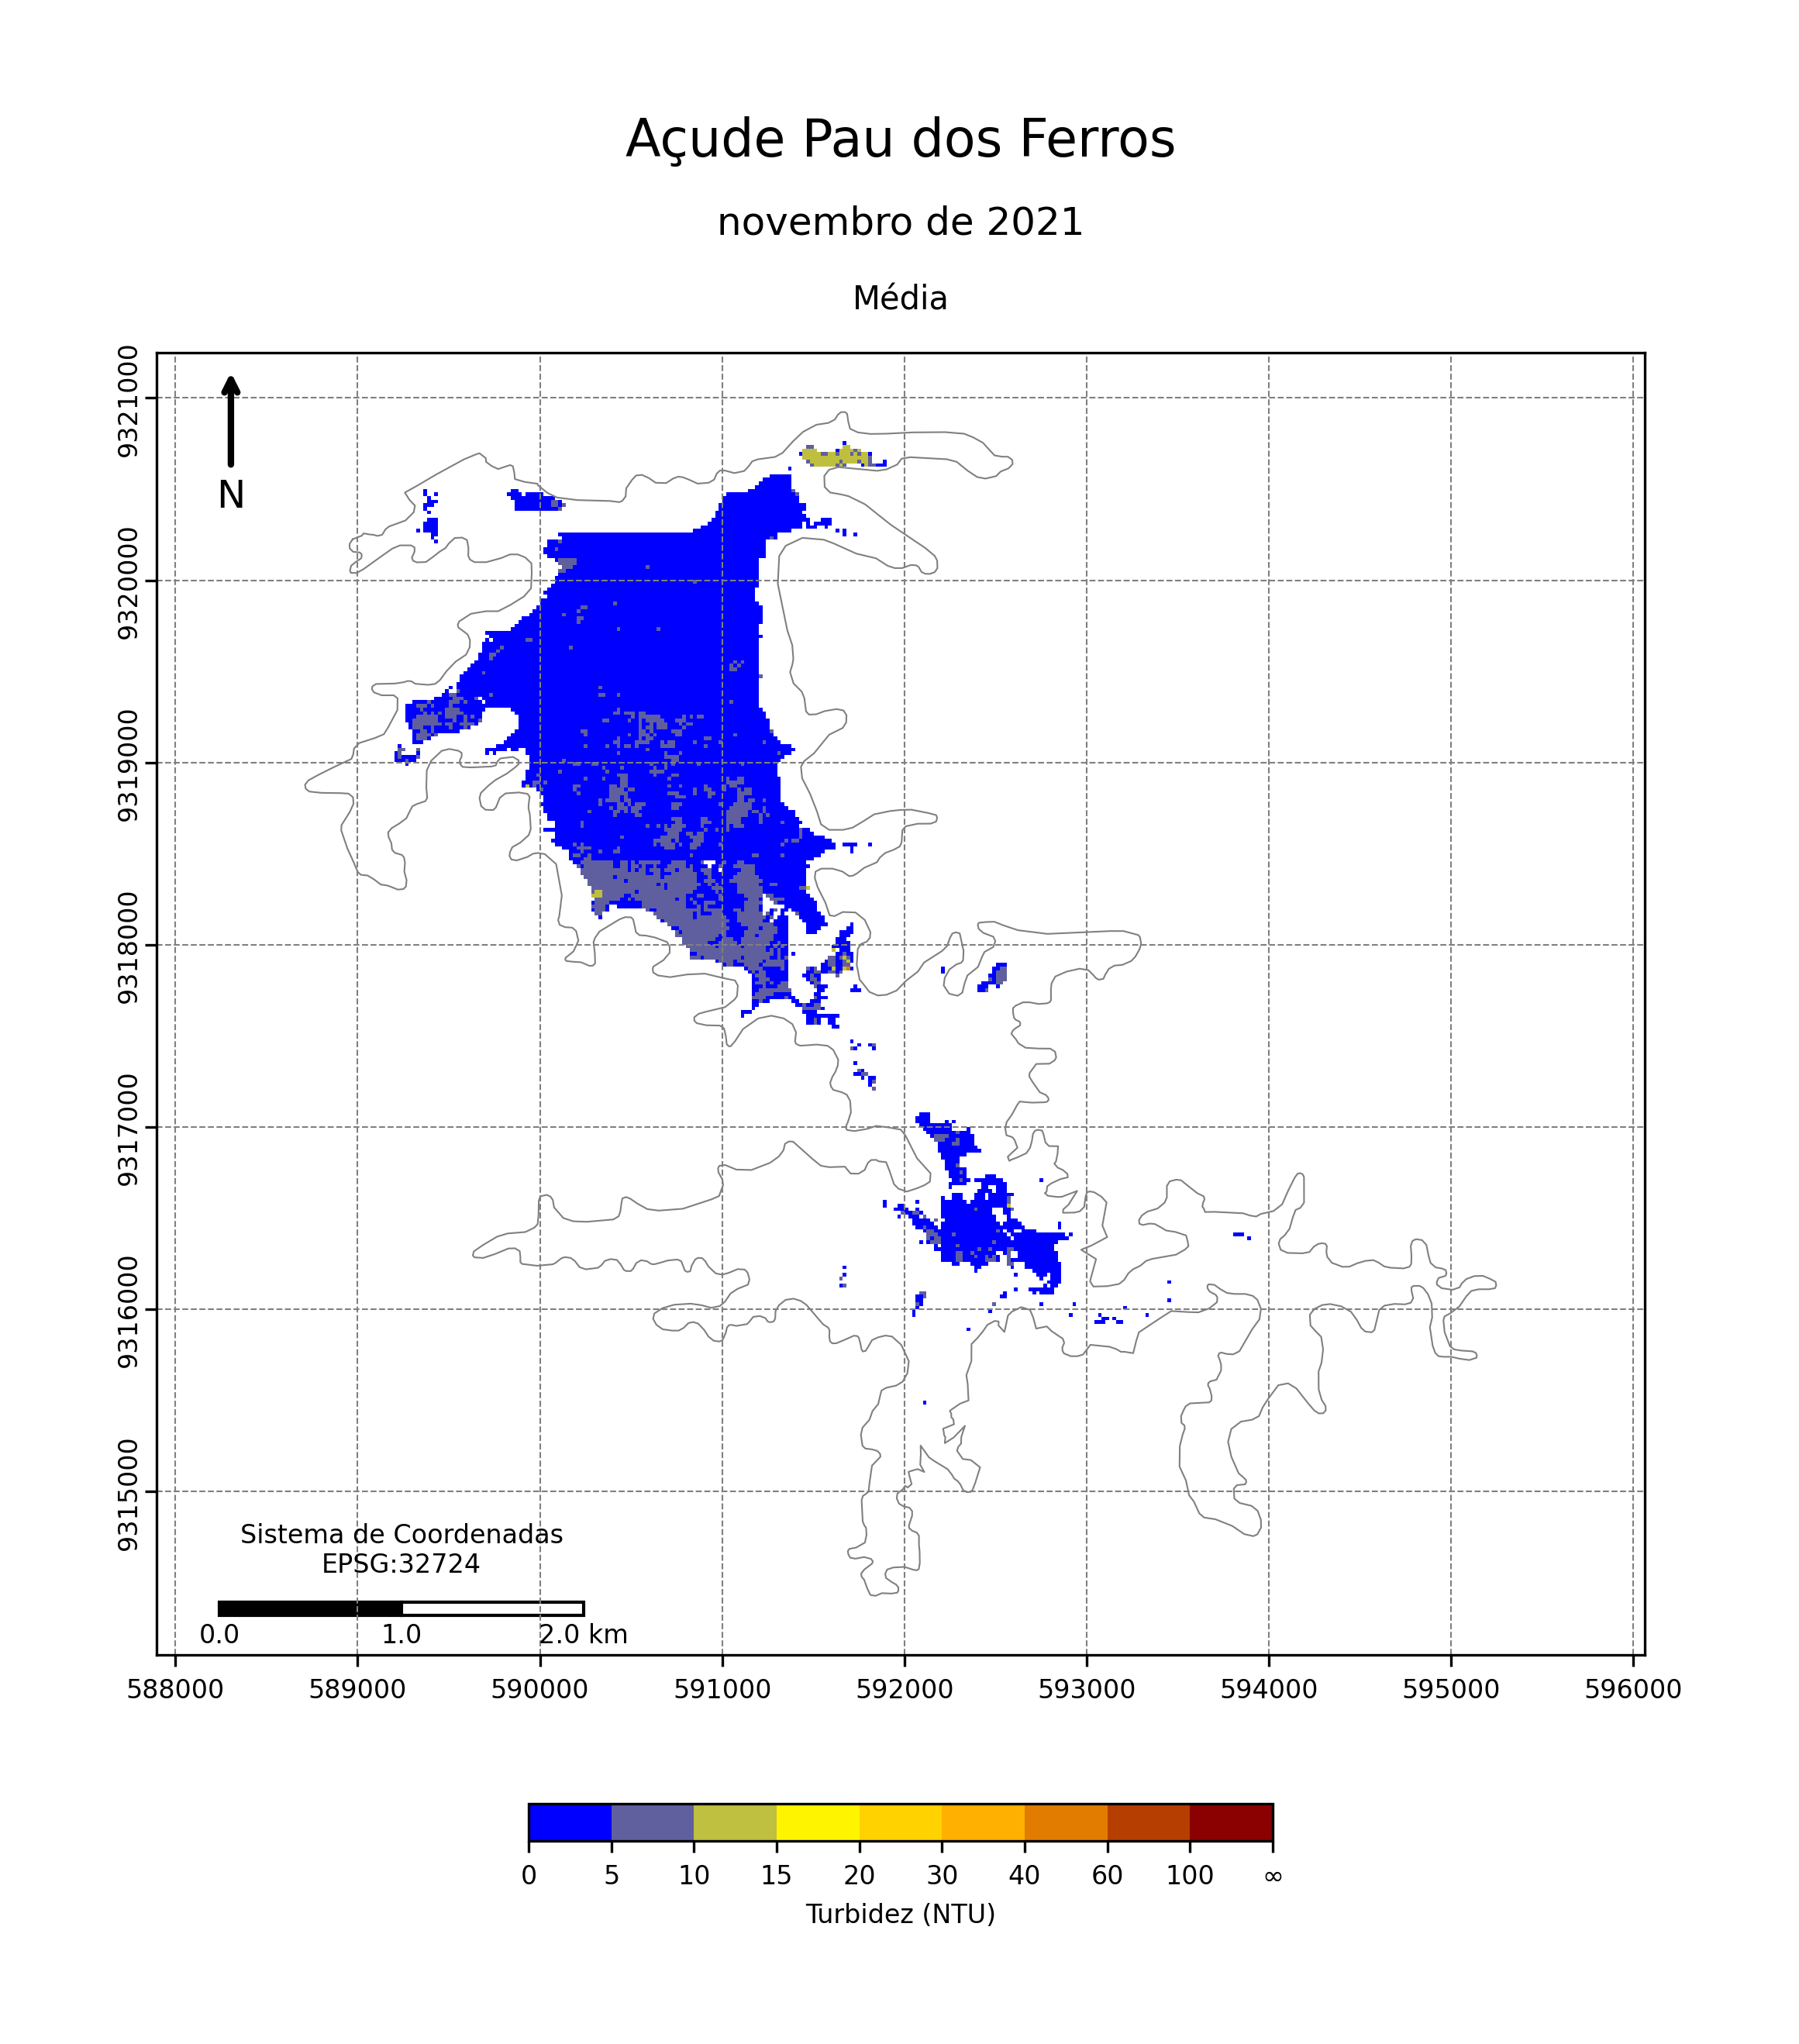 Açude Pau dos Ferros
novembro de 2021
Média
9321000
9320000
9319000
9318000
9317000
9316000
9315000
N
Sistema de Coordenadas
EPSG:32724
0.0 1.0 2.0 km
588000 589000 590000 591000 592000 593000 594000 595000 596000
0 5 10 15 20 30 40 60 100 ∞
Turbidez (NTU)